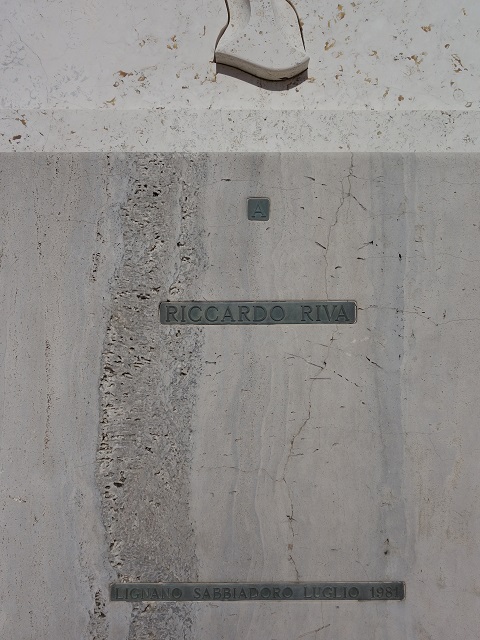 A
RICCARDO RIVA
LIGNANO SABBIADORO LUGLIO 1981